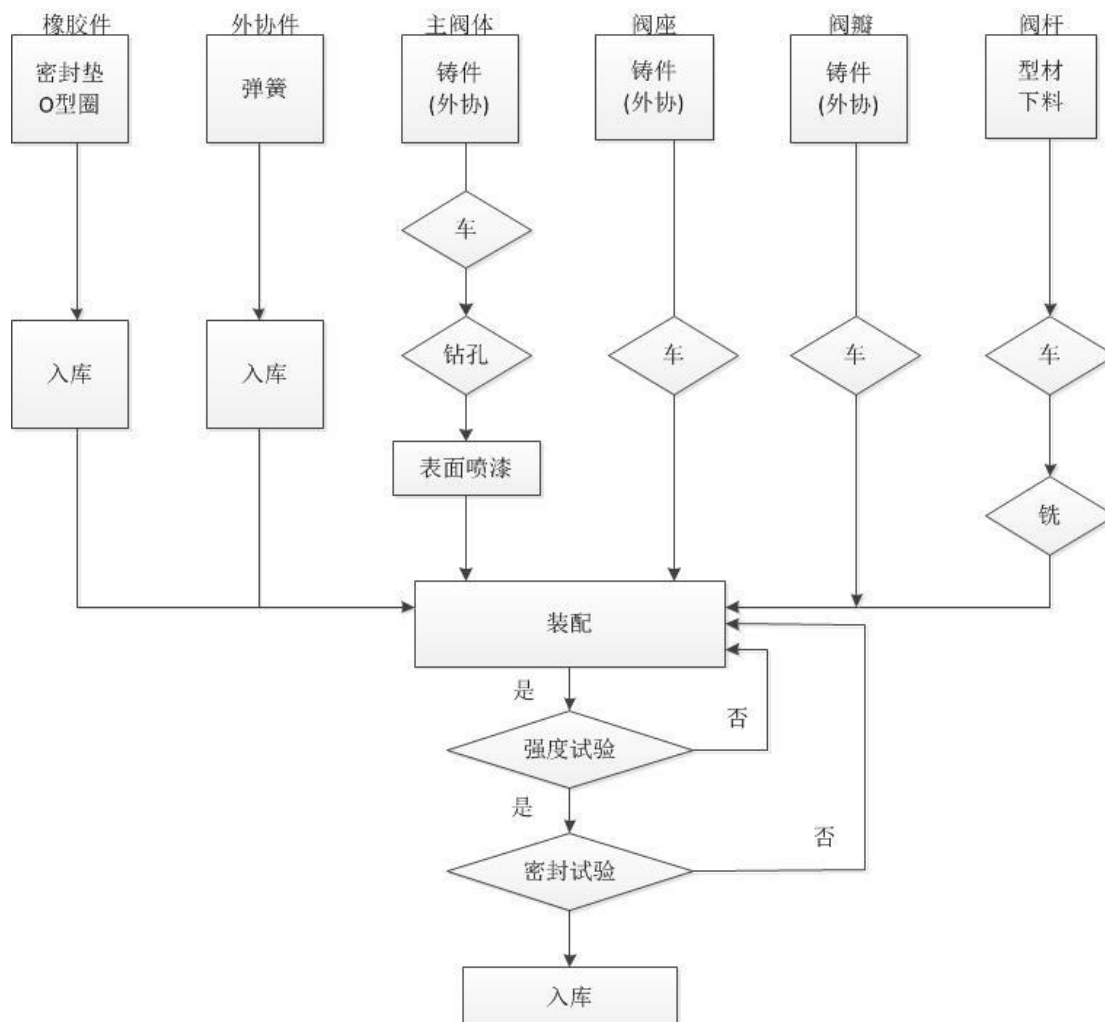 橡胶件
外协件
主阀体
阀座
阀瓣
阀杆
密封垫
O型圈
弹簧
铸件
(外协)
铸件
(外协)
铸件
(外协)
型材
下料
车
入库
入库
钻孔
车
车
车
表面喷漆
铣
装配
是
否
强度试验
是
否
密封试验
入库